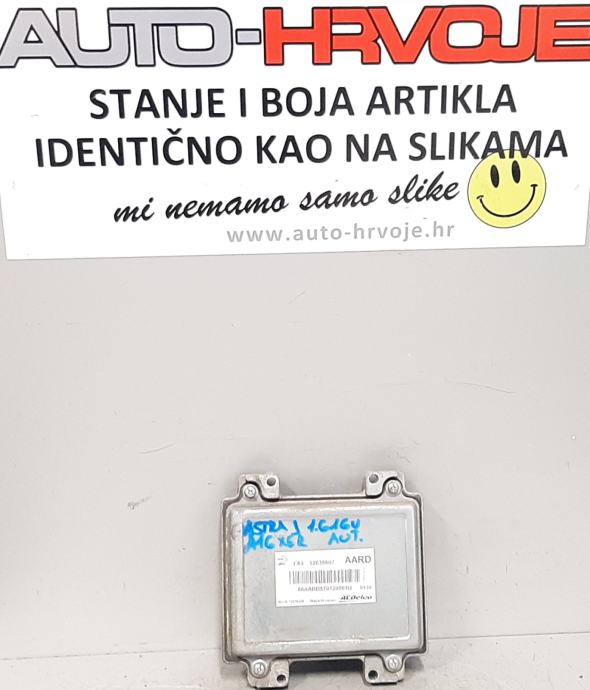 AUTO-HRVOJE
STANJE I BOJA ARTIKLA
IDENTIČNO KAO NA SLIKAMA
mi nemamo samo slike
www.auto-hrvoje.hr
ASTRA J 1.6 16V
A16XER AUT.
AARD
ACDelco